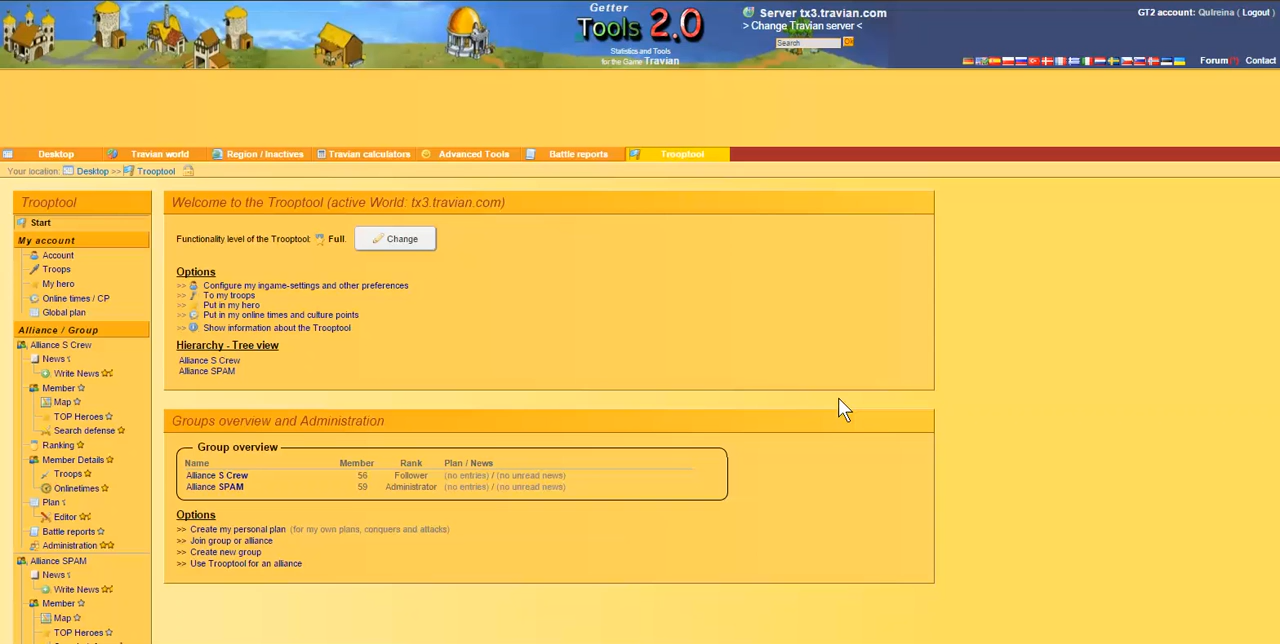 Getter
Tools 2.0
Statistics and Tools
for the Game Travian
Server tx3.travian.com
> Change Travian server <
Search
GT2 account: Qulreina ( Logout )
Forum
Contact
Desktop
Travian world
Region / Inactives
Travian calculators
Advanced Tools
Battle reports
Trooptool
Your location: Desktop >> Trooptool
Trooptool
Start
My account
Account
Troops
My hero
Online times / CP
Global plan
Alliance / Group
Alliance S Crew
News
Write News
Member
Map
TOP Heroes
Search defense
Ranking
Member Details
Troops
Onlinetimes
Plan
Editor
Battle reports
Administration
Alliance SPAM
News
Write News
Member
Map
TOP Heroes
Welcome to the Trooptool (active World: tx3.travian.com)
Functionality level of the Trooptool: Full. Change
Options
>> Configure my ingame-settings and other preferences
>> To my troops
>> Put in my hero
>> Put in my online times and culture points
>> Show information about the Trooptool
Hierarchy - Tree view
Alliance S Crew
Alliance SPAM
Groups overview and Administration
Group overview
Name Member Rank Plan / News
Alliance S Crew 56 Follower (no entries) / (no unread news)
Alliance SPAM 59 Administrator (no entries) / (no unread news)
Options
>> Create my personal plan (for my own plans, conquers and attacks)
>> Join group or alliance
>> Create new group
>> Use Trooptool for an alliance